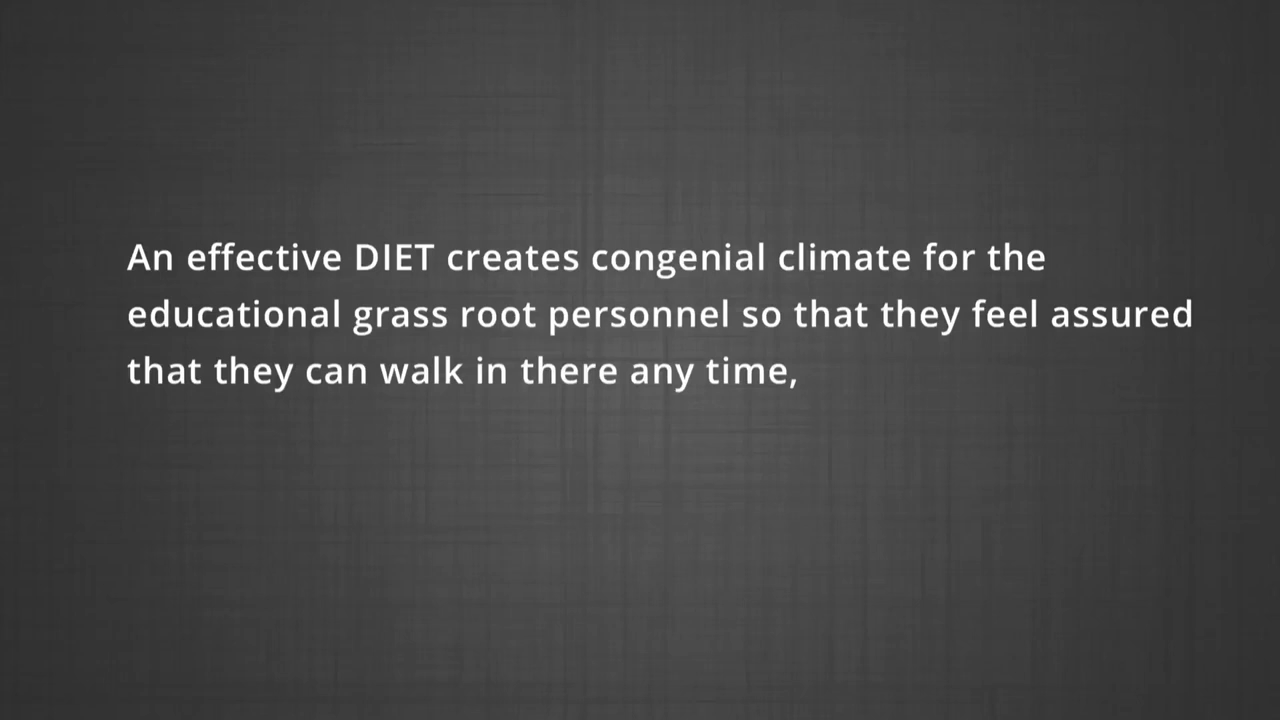 An effective DIET creates congenial climate for the
educational grass root personnel so that they feel assured
that they can walk in there any time,